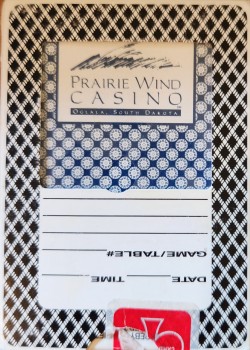 PRAIRIE WIND
CASINO
OGLALA, SOUTH DAKOTA
GAME/TABLE#
DATE TIME